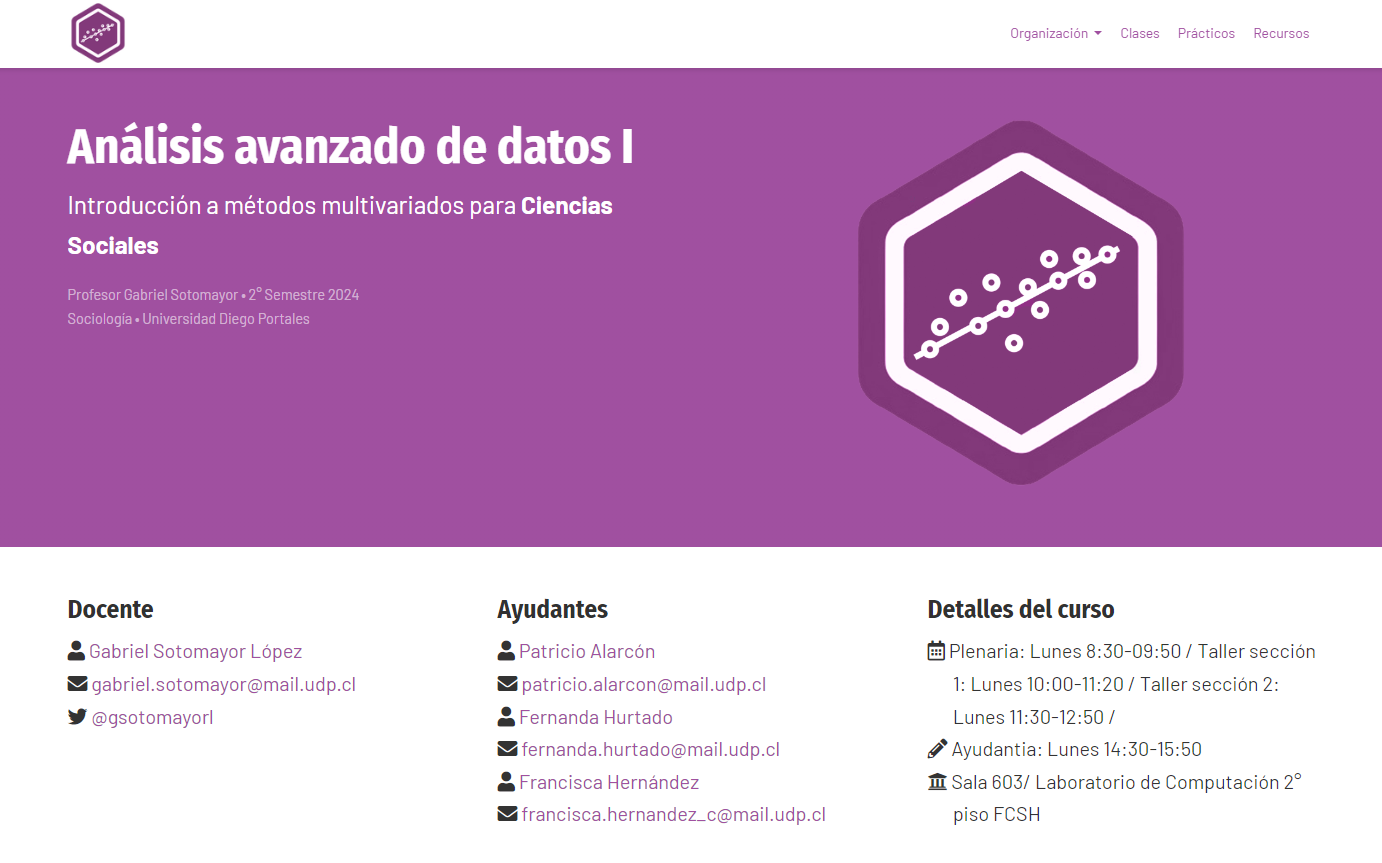 Organización
Clases
Prácticos
Recursos
Análisis avanzado de datos I
Introducción a métodos multivariados para Ciencias
Sociales
Profesor Gabriel Sotomayor • 2° Semestre 2024
Sociología • Universidad Diego Portales
Docente
Gabriel Sotomayor López
gabriel.sotomayor@mail.udp.cl
@gsotomayorl
Ayudantes
Patricio Alarcón
patricio.alarcon@mail.udp.cl
Fernanda Hurtado
fernanda.hurtado@mail.udp.cl
Francisca Hernández
francisca.hernandez_c@mail.udp.cl
Detalles del curso
Plenaria: Lunes 8:30-09:50 / Taller sección
1: Lunes 10:00-11:20 / Taller sección 2:
Lunes 11:30-12:50 /
Ayudantia: Lunes 14:30-15:50
Sala 603/ Laboratorio de Computación 2°
piso FCSH